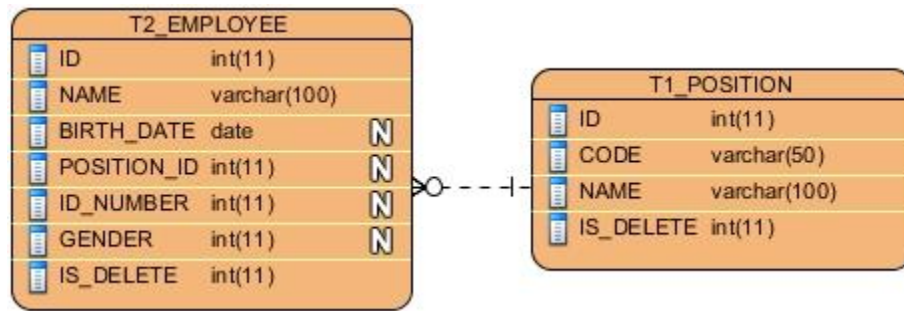 T2_EMPLOYEE
ID int(11)
NAME varchar(100)
BIRTH_DATE date N
POSITION_ID int(11) N
ID_NUMBER int(11) N
GENDER int(11) N
IS_DELETE int(11)
T1_POSITION
ID int(11)
CODE varchar(50)
NAME varchar(100)
IS_DELETE int(11)